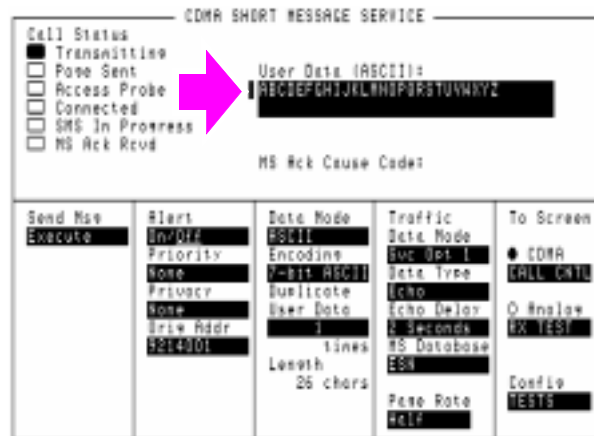 CDMA SHORT MESSAGE SERVICE
Call Status
Transmitting
Page Sent
Access Probe
Connected
SMS In Progress
MS Ack Rcvd
User Data (ASCII):
ABCDEFGHIJKLMNOPQRSTUVWXYZ
MS Ack Cause Code:
Send Msg
Execute
Alert
On/Off
Priority
None
Privacy
None
Orig Addr
9214001
Data Mode
ASCII
Encoding
7-bit ASCII
Duplicate
User Data
1
times
Length
26 chars
Traffic
Data Mode
Svc Opt 1
Data Type
Echo
Echo Delay
2 Seconds
MS Database
ESN
Page Rate
Half
To Screen
CDMA
CALL CNTL
Analog
RX TEST
Config
TESTS